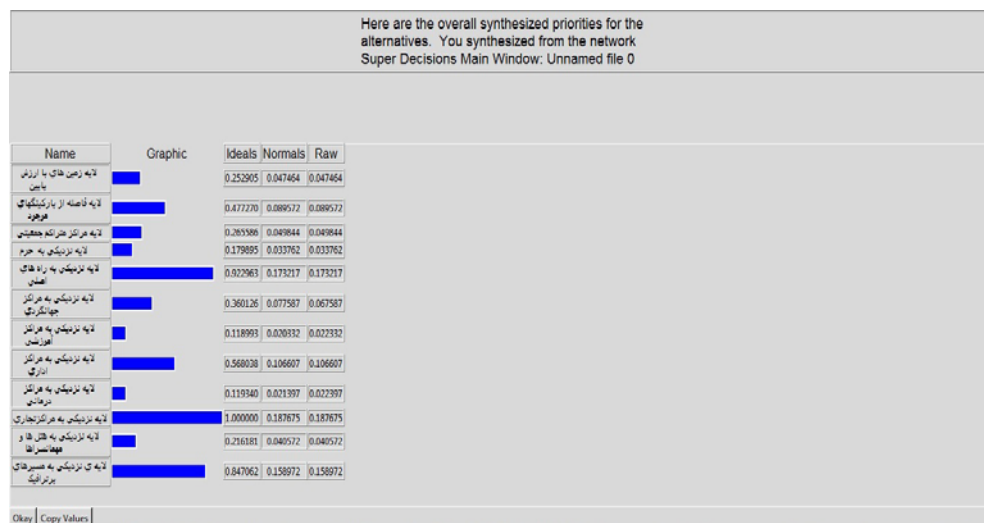 Here are the overall synthesized priorities for the
alternatives. You synthesized from the network
Super Decisions Main Window: Unnamed file 0
Name Graphic Ideals Normals Raw
لایه زمین های با ارزش
پایین
0.252905 0.047464 0.047464
لایه فاصله از پارکینگهای
موجود
0.477270 0.089572 0.089572
لایه مراکز متراکم جمعیتی 0.265586 0.049844 0.049844
لایه نزدیکی به حرم 0.179895 0.033762 0.033762
لایه نزدیکی به راه های
اصلی
0.922963 0.173217 0.173217
لایه نزدیکی به مراکز
جهانگردی
0.360126 0.077587 0.067587
لایه نزدیکی به مراکز
آموزشی
0.118993 0.020332 0.022332
لایه نزدیکی به مراکز
اداری
0.568038 0.106607 0.106607
لایه نزدیکی به مراکز
درمانی
0.119340 0.021397 0.022397
لایه نزدیکی به مراکزتجاری 1.000000 0.187675 0.187675
لایه نزدیکی به هتل ها و
مهمانسراها
0.216181 0.040572 0.040572
لایه ی نزدیکی به مسیرهای
پرترافیک
0.847062 0.158972 0.158972
Okay Copy Values